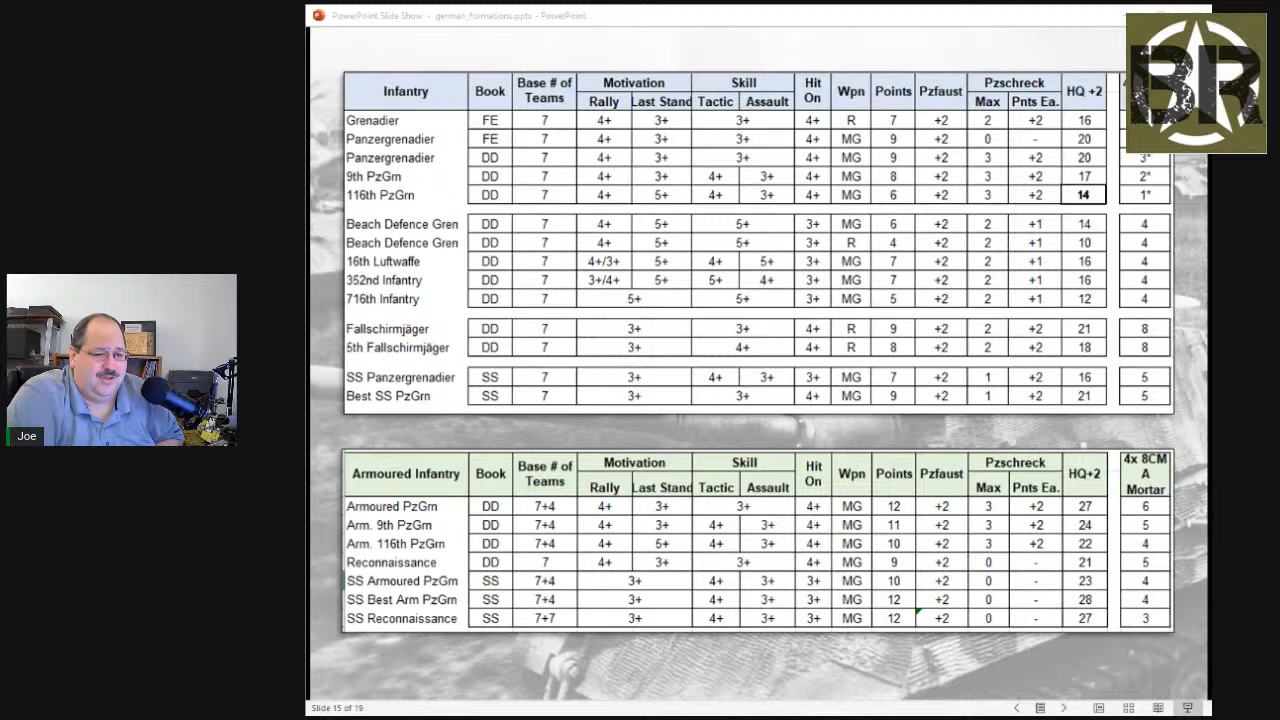 PowerPoint Slide Show - german_formations.pptx - PowerPoint
BR
Infantry Book Base # of Teams Motivation Skill Hit On Wpn Points Pzfaust Pzschreck HQ +2
Rally Last Stand Tactic Assault Max Pnts Ea.
Grenadier FE 7 4+ 3+ 3+ 4+ R 7 +2 2 +2 16
Panzergrenadier FE 7 4+ 3+ 3+ 4+ MG 9 +2 0 - 20
Panzergrenadier DD 7 4+ 3+ 3+ 4+ MG 9 +2 3 +2 20 3*
9th PzGrn DD 7 4+ 3+ 4+ 3+ 4+ MG 8 +2 3 +2 17 2*
116th PzGrn DD 7 4+ 5+ 4+ 3+ 4+ MG 6 +2 3 +2 14 1*
Beach Defence Gren DD 7 4+ 5+ 5+ 3+ MG 6 +2 2 +1 14 4
Beach Defence Gren DD 7 4+ 5+ 5+ 3+ R 4 +2 2 +1 10 4
16th Luftwaffe DD 7 4+/3+ 5+ 4+ 5+ 3+ MG 7 +2 2 +1 16 4
352nd Infantry DD 7 3+/4+ 5+ 5+ 4+ 3+ MG 7 +2 2 +1 16 4
716th Infantry DD 7 5+ 5+ 3+ MG 5 +2 2 +1 12 4
Fallschirmjäger DD 7 3+ 3+ 4+ R 9 +2 2 +2 21 8
5th Fallschirmjäger DD 7 3+ 4+ 4+ R 8 +2 2 +2 18 8
SS Panzergrenadier SS 7 3+ 4+ 3+ 3+ MG 7 +2 1 +2 16 5
Best SS PzGrn SS 7 3+ 3+ 4+ MG 9 +2 1 +2 21 5
Joe
Armoured Infantry Book Base # of Teams Motivation Skill Hit On Wpn Points Pzfaust Pzschreck HQ+2 4x 8CM A Mortar
Rally Last Stand Tactic Assault Max Pnts Ea.
Armoured PzGrn DD 7+4 4+ 3+ 3+ 4+ MG 12 +2 3 +2 27 6
Arm. 9th PzGrn DD 7+4 4+ 3+ 4+ 3+ 4+ MG 11 +2 3 +2 24 5
Arm. 116th PzGrn DD 7+4 4+ 5+ 4+ 3+ 4+ MG 10 +2 3 +2 22 4
Reconnaissance DD 7 4+ 3+ 3+ 4+ MG 9 +2 0 - 21 5
SS Armoured PzGrn SS 7+4 3+ 4+ 3+ 3+ MG 10 +2 0 - 23 4
SS Best Arm PzGrn SS 7+4 3+ 4+ 3+ 3+ MG 12 +2 0 - 28 4
SS Reconnaissance SS 7+7 3+ 4+ 3+ 3+ MG 12 +2 0 - 27 3
Slide 15 of 19